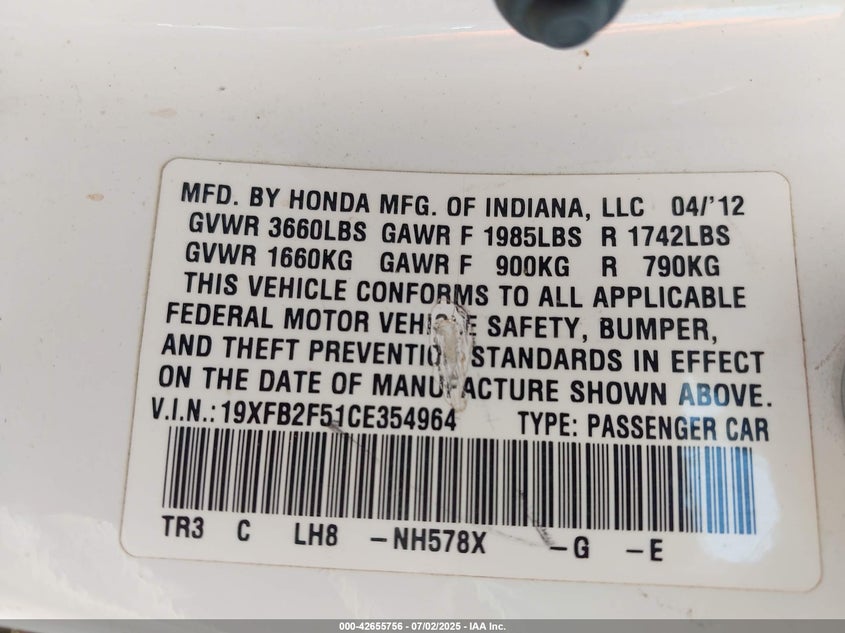 MFD. BY HONDA MFG. OF INDIANA, LLC 04/'12
GVWR 3660LBS GAWR F 1985LBS R 1742LBS
GVWR 1660KG GAWR F 900KG R 790KG
THIS VEHICLE CONFORMS TO ALL APPLICABLE
FEDERAL MOTOR VEHICLE SAFETY, BUMPER,
AND THEFT PREVENTION STANDARDS IN EFFECT
ON THE DATE OF MANUFACTURE SHOWN ABOVE.
V.I.N.: 19XFB2F51CE354964 TYPE: PASSENGER CAR
TR3 C LH8 -NH578X -G -E
000-42655756 - 07/02/2025 - IAA Inc.